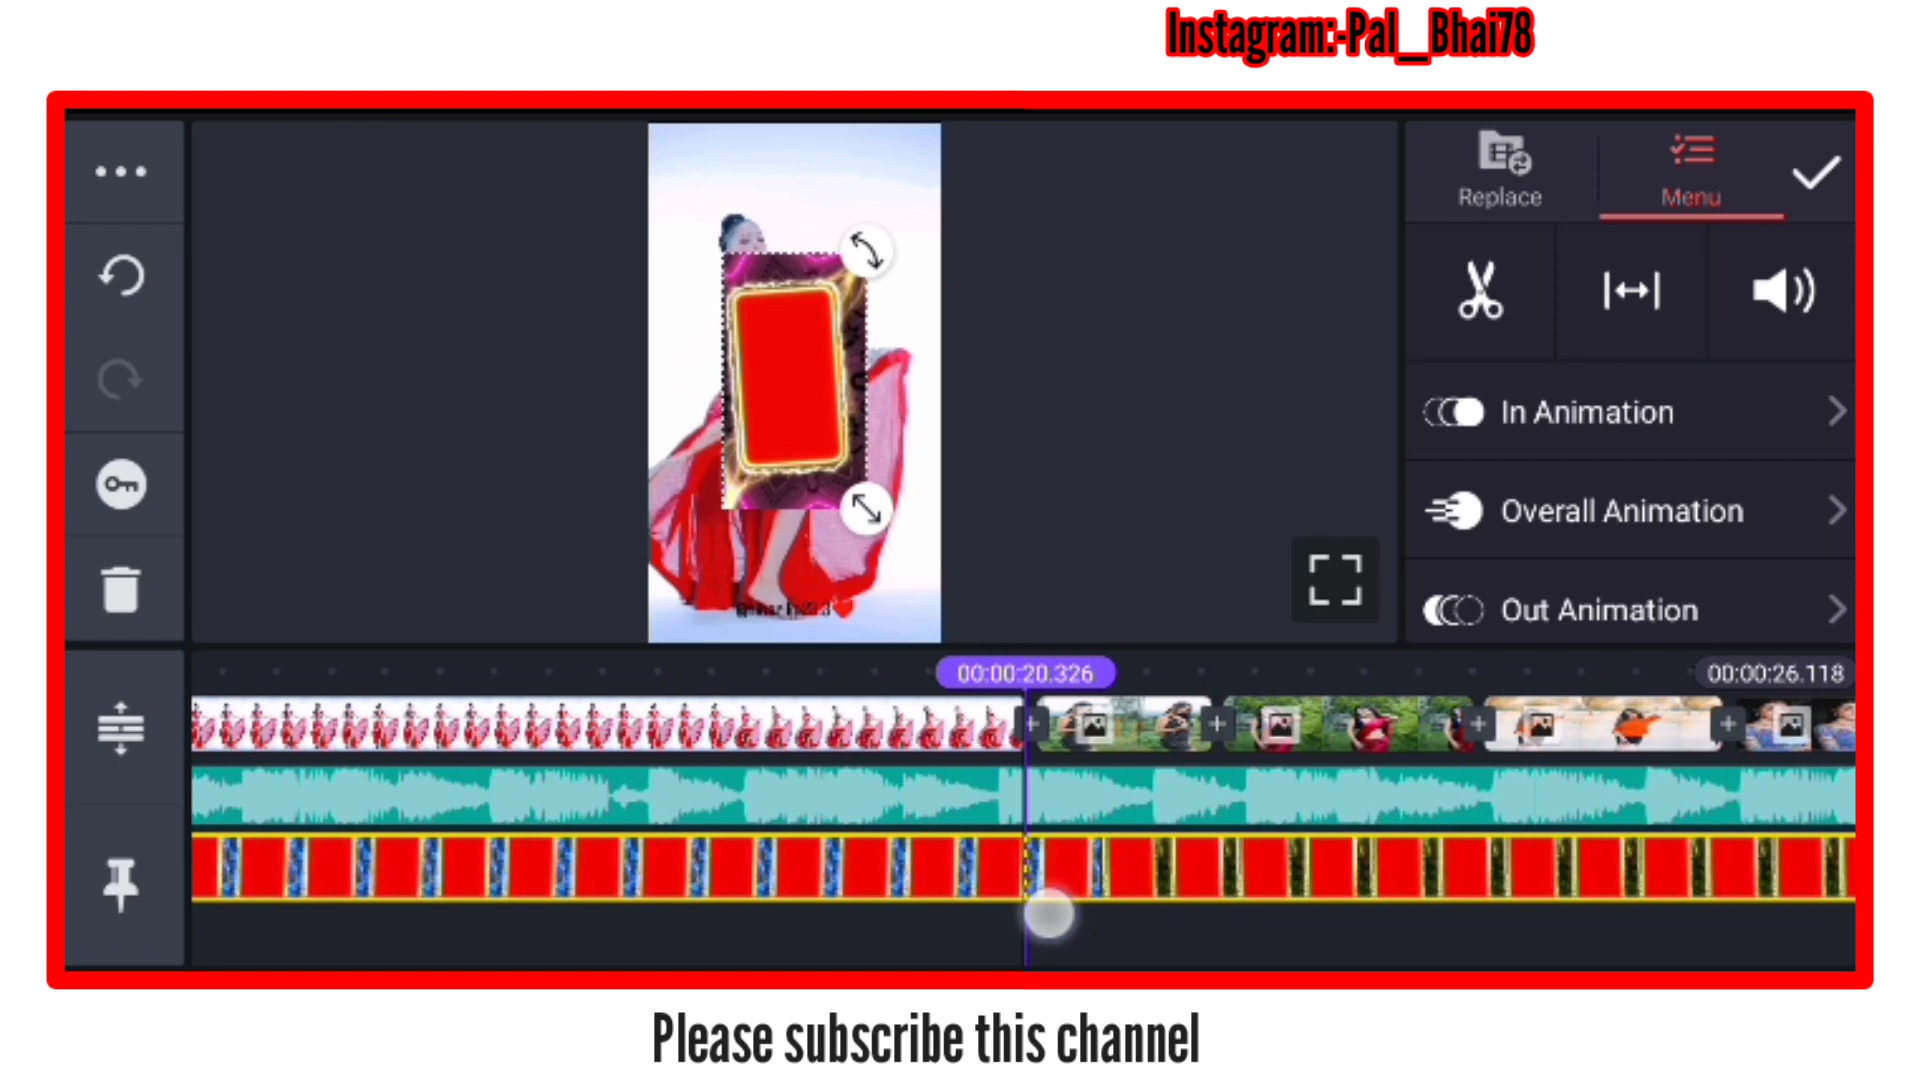 Instagram:-Pal__Bhai78
Replace
Menu
In Animation
Overall Animation
Out Animation
00:00:20.326
00:00:26.118
Please subscribe this channel